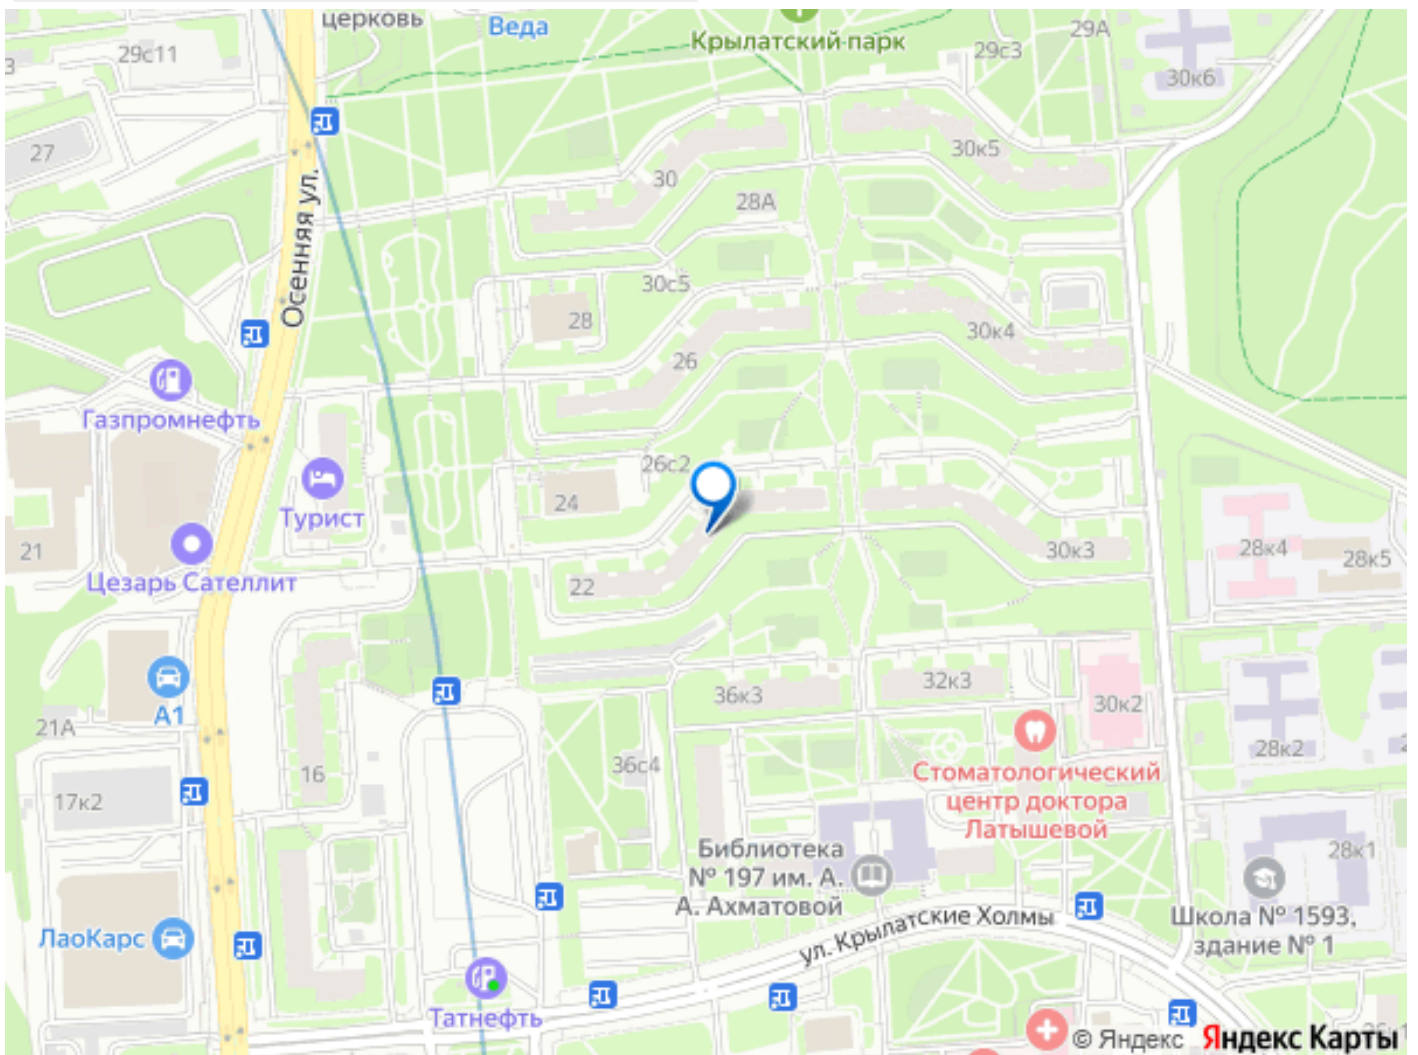 церковь
Веда
Крылатский парк
29А
29с3
29с11
3
30к6
27
Осенняя ул.
30
30к5
28А
30с5
28
30к4
26
Газпромнефть
26с2
24
Турист
21
30к3
28к4
28к5
Цезарь Сателлит
22
36к3
32к3
30к2
А1
21А
28к2
16
36с4
17к2
Стоматологический
центр доктора
Латышевой
Библиотека
№ 197 им. А.
А. Ахматовой
28к1
ул. Крылатские Холмы
Школа № 1593,
здание № 1
ЛаоКарс
Татнефть
© Яндекс Яндекс Карты